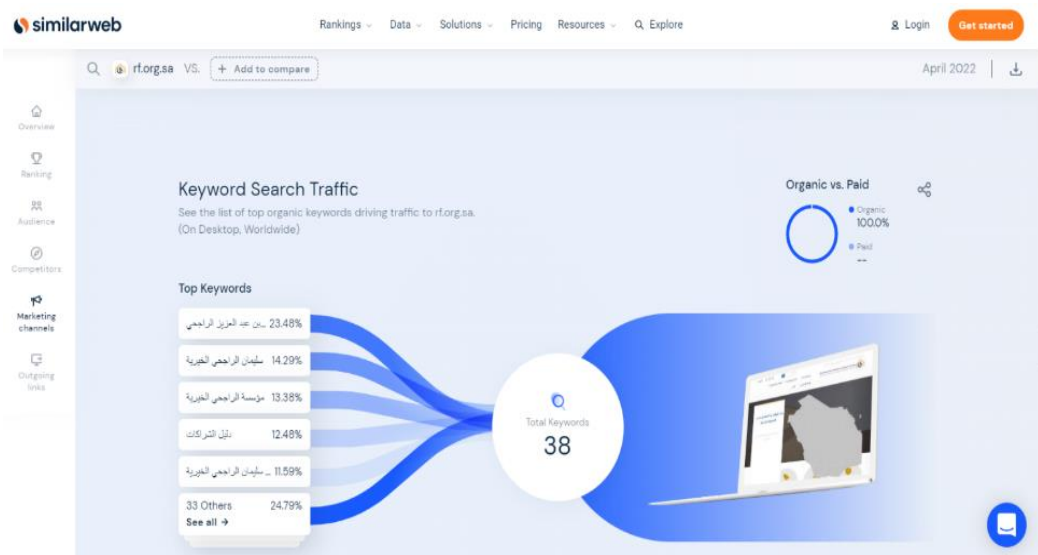 similarweb
Rankings Data Solutions Pricing Resources Explore Login Get started
rf.org.sa VS. + Add to compare April 2022
Overview
Ranking
Audience
Competitors
Marketing
channels
Outgoing
links
Keyword Search Traffic
See the list of top organic keywords driving traffic to rf.org.sa.
(On Desktop, Worldwide)
Organic vs. Paid
Organic
100.0%
Paid
--
Top Keywords
...بن عبد العزيز الراجحي 23.48%
سليمان الراجحي الخيرية 14.29%
مؤسسة الراجحي الخيرية 13.38%
دليل الشراكات 12.48%
سليمان الراجحي الخيرية ... 11.59%
33 Others 24.79%
See all →
Total Keywords
38